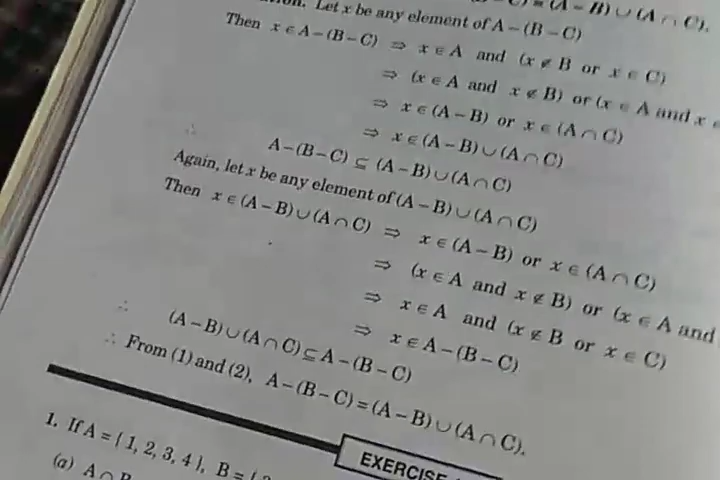 = (A – B) ∪ (A ∩ C).
Let x be any element of A – (B – C)
Then x ∈ A – (B – C) ⇒ x ∈ A and (x ∉ B or x ∈ C)
⇒ (x ∈ A and x ∉ B) or (x ∈ A and x ∈
⇒ x ∈ (A – B) or x ∈ (A ∩ C)
⇒ x ∈ (A – B) ∪ (A ∩ C)
∴ A – (B – C) ⊆ (A – B) ∪ (A ∩ C)
Again, let x be any element of (A – B) ∪ (A ∩ C)
Then x ∈ (A – B) ∪ (A ∩ C) ⇒ x ∈ (A – B) or x ∈ (A ∩ C)
⇒ (x ∈ A and x ∉ B) or (x ∈ A and
⇒ x ∈ A and (x ∉ B or x ∈ C)
⇒ x ∈ A – (B – C)
∴ (A – B) ∪ (A ∩ C) ⊆ A – (B – C)
∴ From (1) and (2), A – (B – C) = (A – B) ∪ (A ∩ C).
EXERCISE
1. If A = { 1, 2, 3, 4 }, B = {
(a) A ∩ B